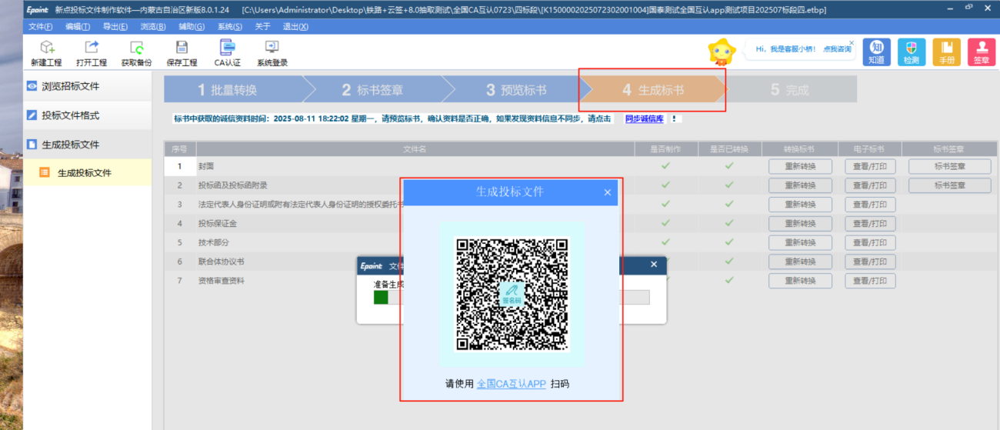 Epoint 新点投标文件制作软件—内蒙古自治区新版8.0.1.24 [C:\Users\Administrator\Desktop\铁路+云签+8.0抽取测试\全国CA互认0723\四标段\[K1500002025072302001004]国泰测试全国互认app测试项目202507标段四.etbp]
文件(F) 编辑(T) 导出(E) 浏览(B) 辅助(G) 系统(S) 关于 退出(X)
新建工程 打开工程 获取备份 保存工程 CA认证 系统登录
Hi，我是客服小桥！ 点我咨询
知 知道 检测 手册 签章
浏览招标文件
投标文件格式
生成投标文件
生成投标文件
1 批量转换 2 标书签章 3 预览标书 4 生成标书 5 完成
标书中获取的诚信资料时间：2025-08-11 18:22:02 星期一，请预览标书，确认资料是否正确，如果发现资料信息不同步，请点击 同步诚信库 ！
序号 文件名 是否制作 是否已转换 转换标书 电子标书 标书签章
1 封面 重新转换 查看/打印 标书签章
2 投标函及投标函附录 重新转换 查看/打印 标书签章
3 法定代表人身份证明或附有法定代表人身份证明的授权委托书 重新转换 查看/打印
4 投标保证金 重新转换 查看/打印
5 技术部分 重新转换 查看/打印
6 联合体协议书 重新转换 查看/打印
7 资格审查资料 重新转换 查看/打印
Epoint 文件
准备生成
生成投标文件
签名码
请使用 全国CA互认APP 扫码